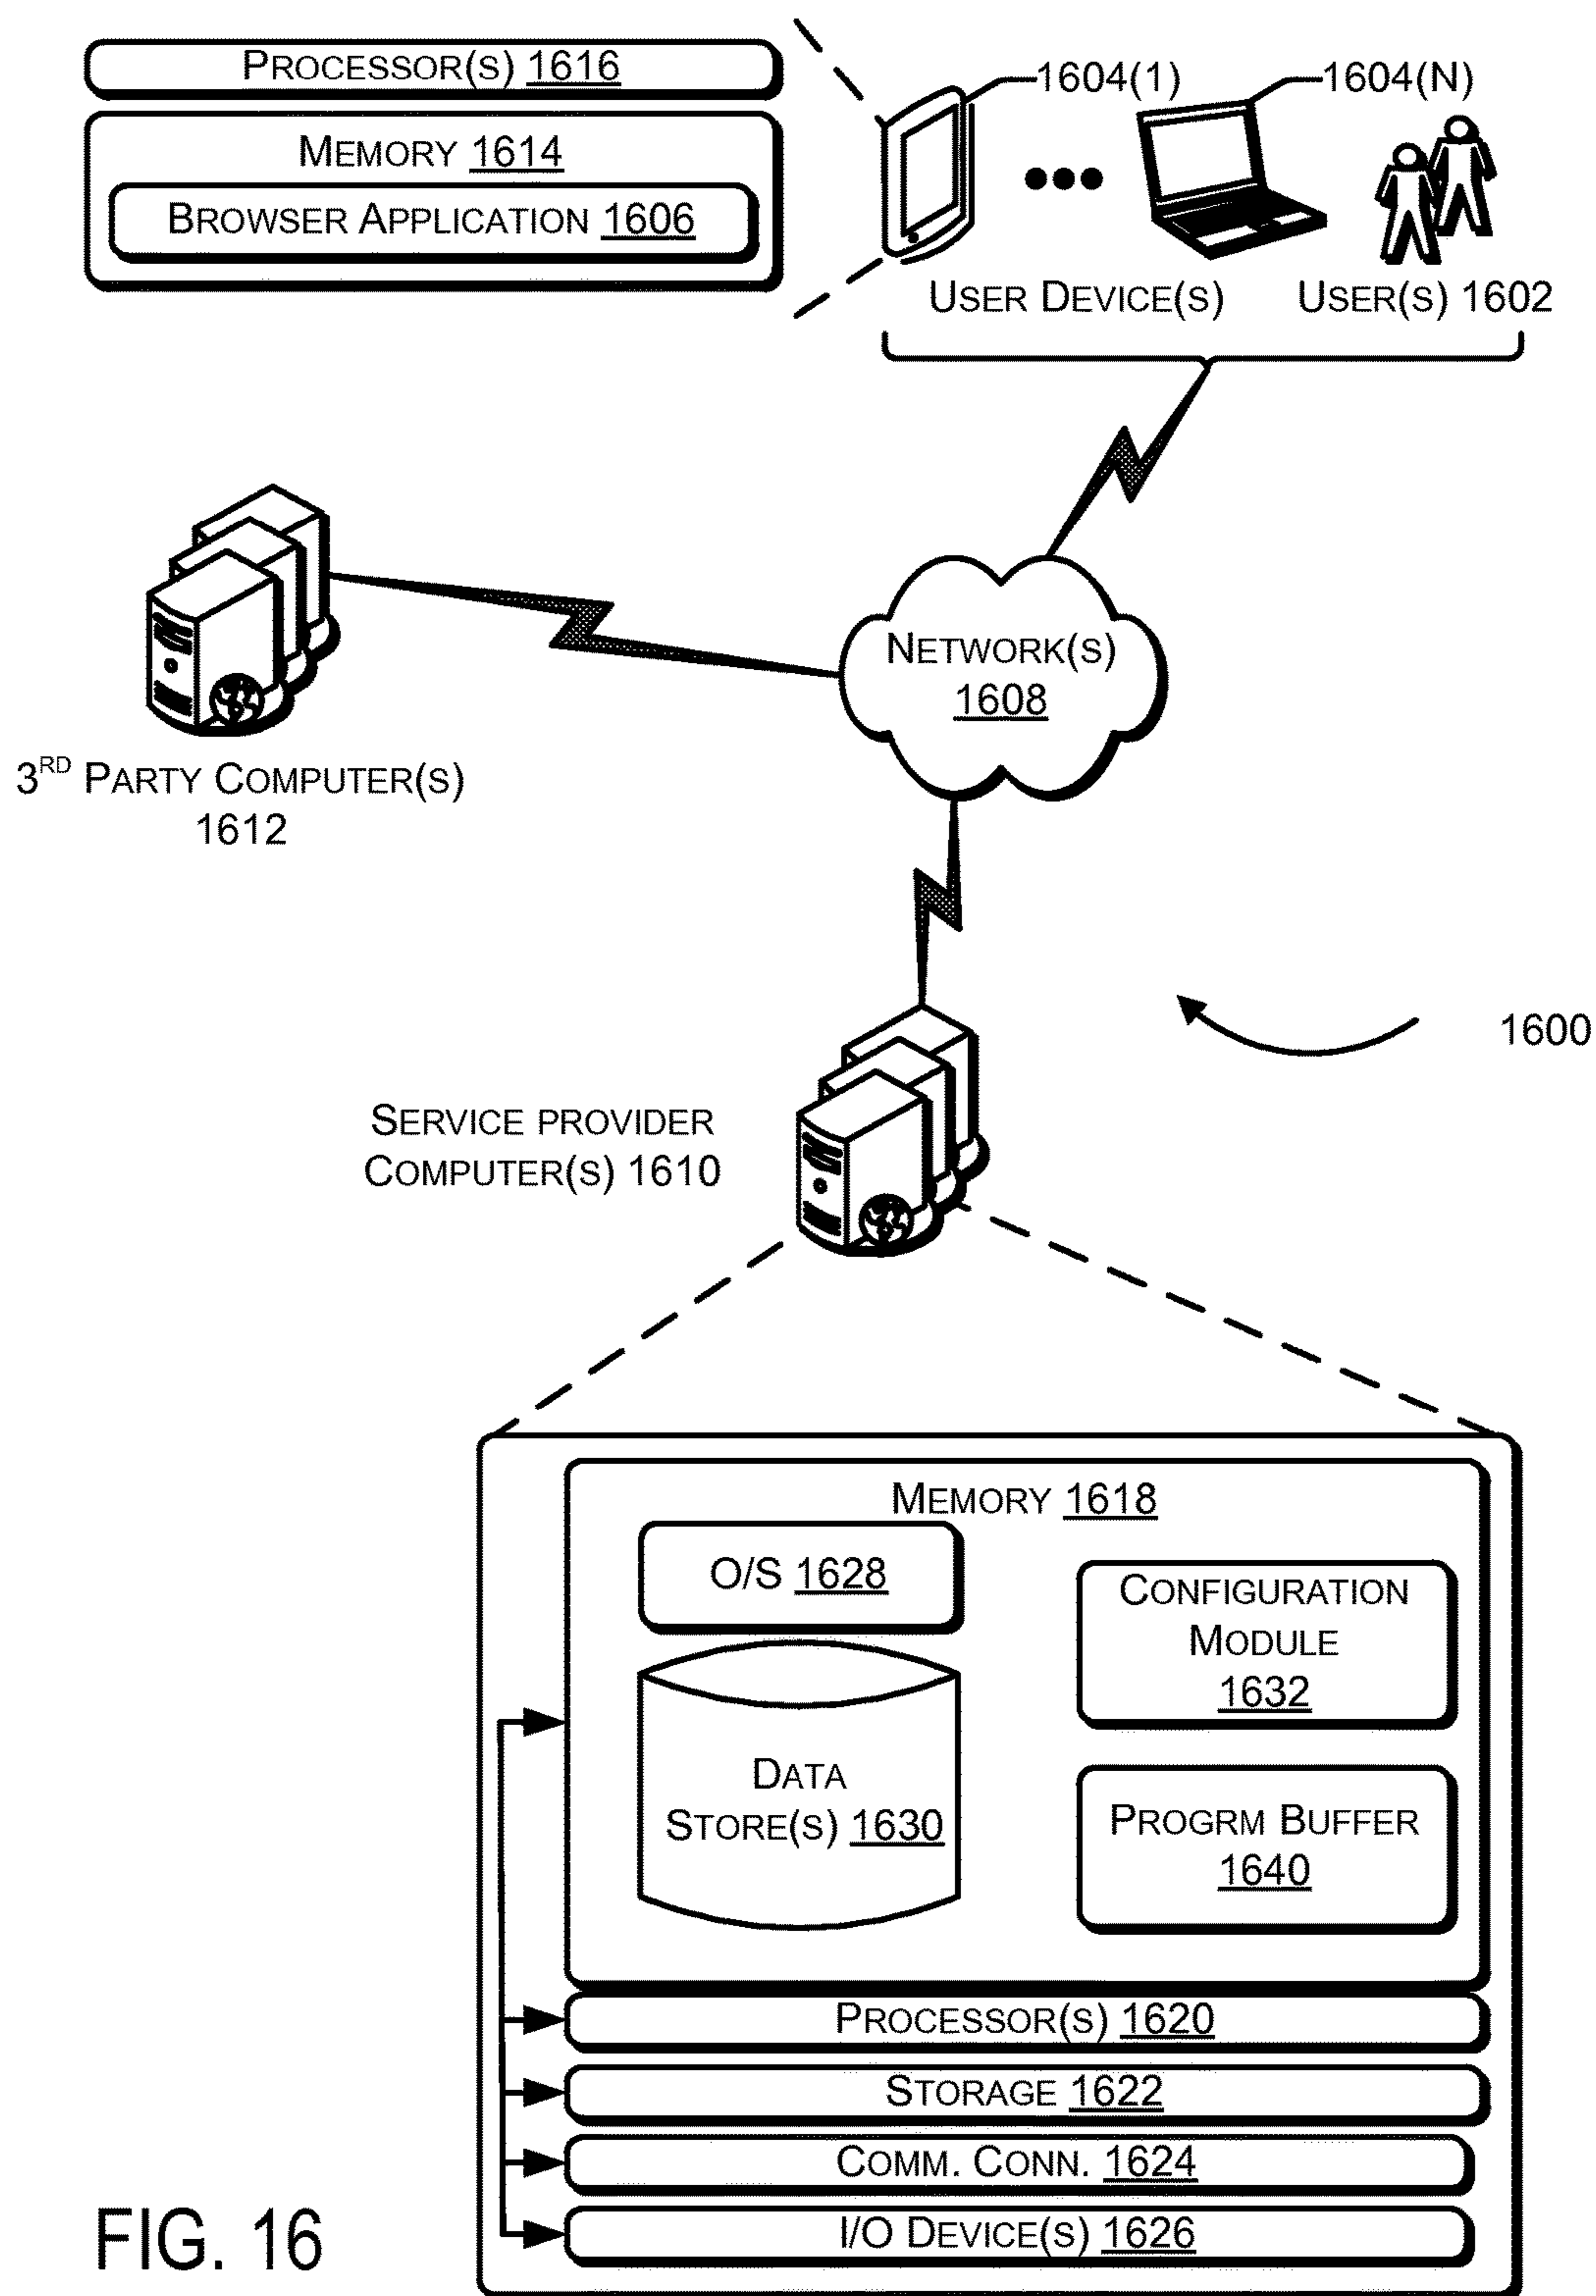 PROCESSOR(S) 1616
MEMORY 1614
BROWSER APPLICATION 1606
1604(1)
1604(N)
USER DEVICE(S)
USER(S) 1602
NETWORK(S)
1608
3RD PARTY COMPUTER(S)
1612
1600
SERVICE PROVIDER
COMPUTER(S) 1610
MEMORY 1618
O/S 1628
CONFIGURATION
MODULE
1632
DATA
STORE(S) 1630
PROGRM BUFFER
1640
PROCESSOR(S) 1620
STORAGE 1622
COMM. CONN. 1624
I/O DEVICE(S) 1626
FIG. 16